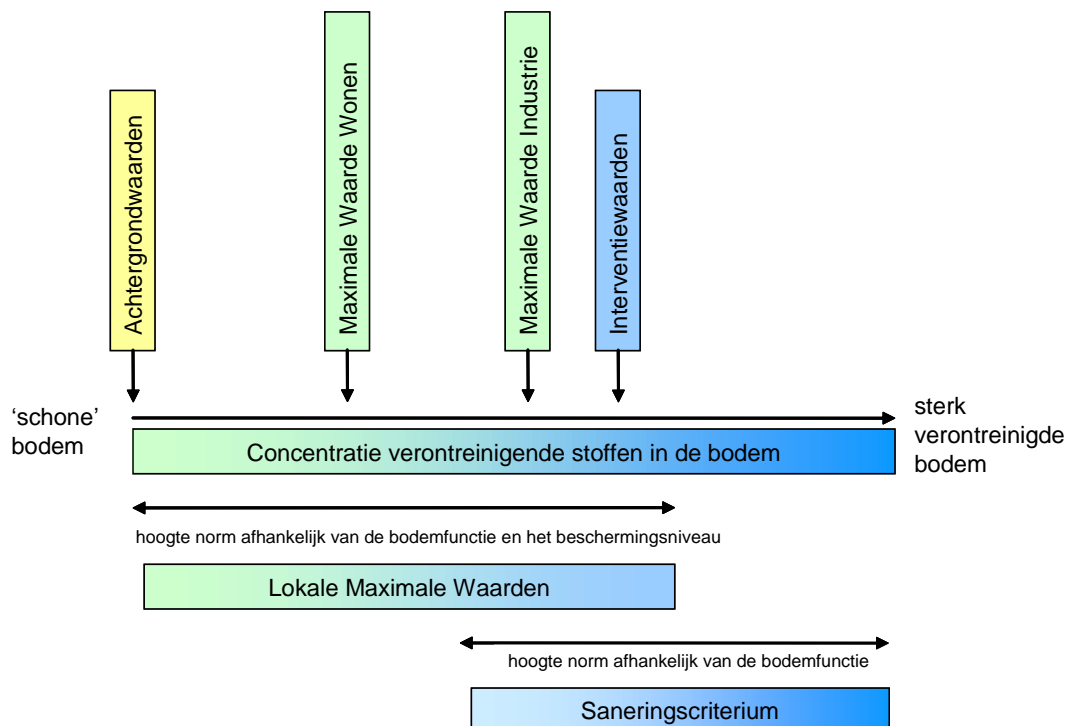 Achtergrondwaarden
Maximale Waarde Wonen
Maximale Waarde Industrie
Interventiewaarden
‘schone’
bodem
sterk
verontreinigde
bodem
Concentratie verontreinigende stoffen in de bodem
hoogte norm afhankelijk van de bodemfunctie en het beschermingsniveau
Lokale Maximale Waarden
hoogte norm afhankelijk van de bodemfunctie
Saneringscriterium